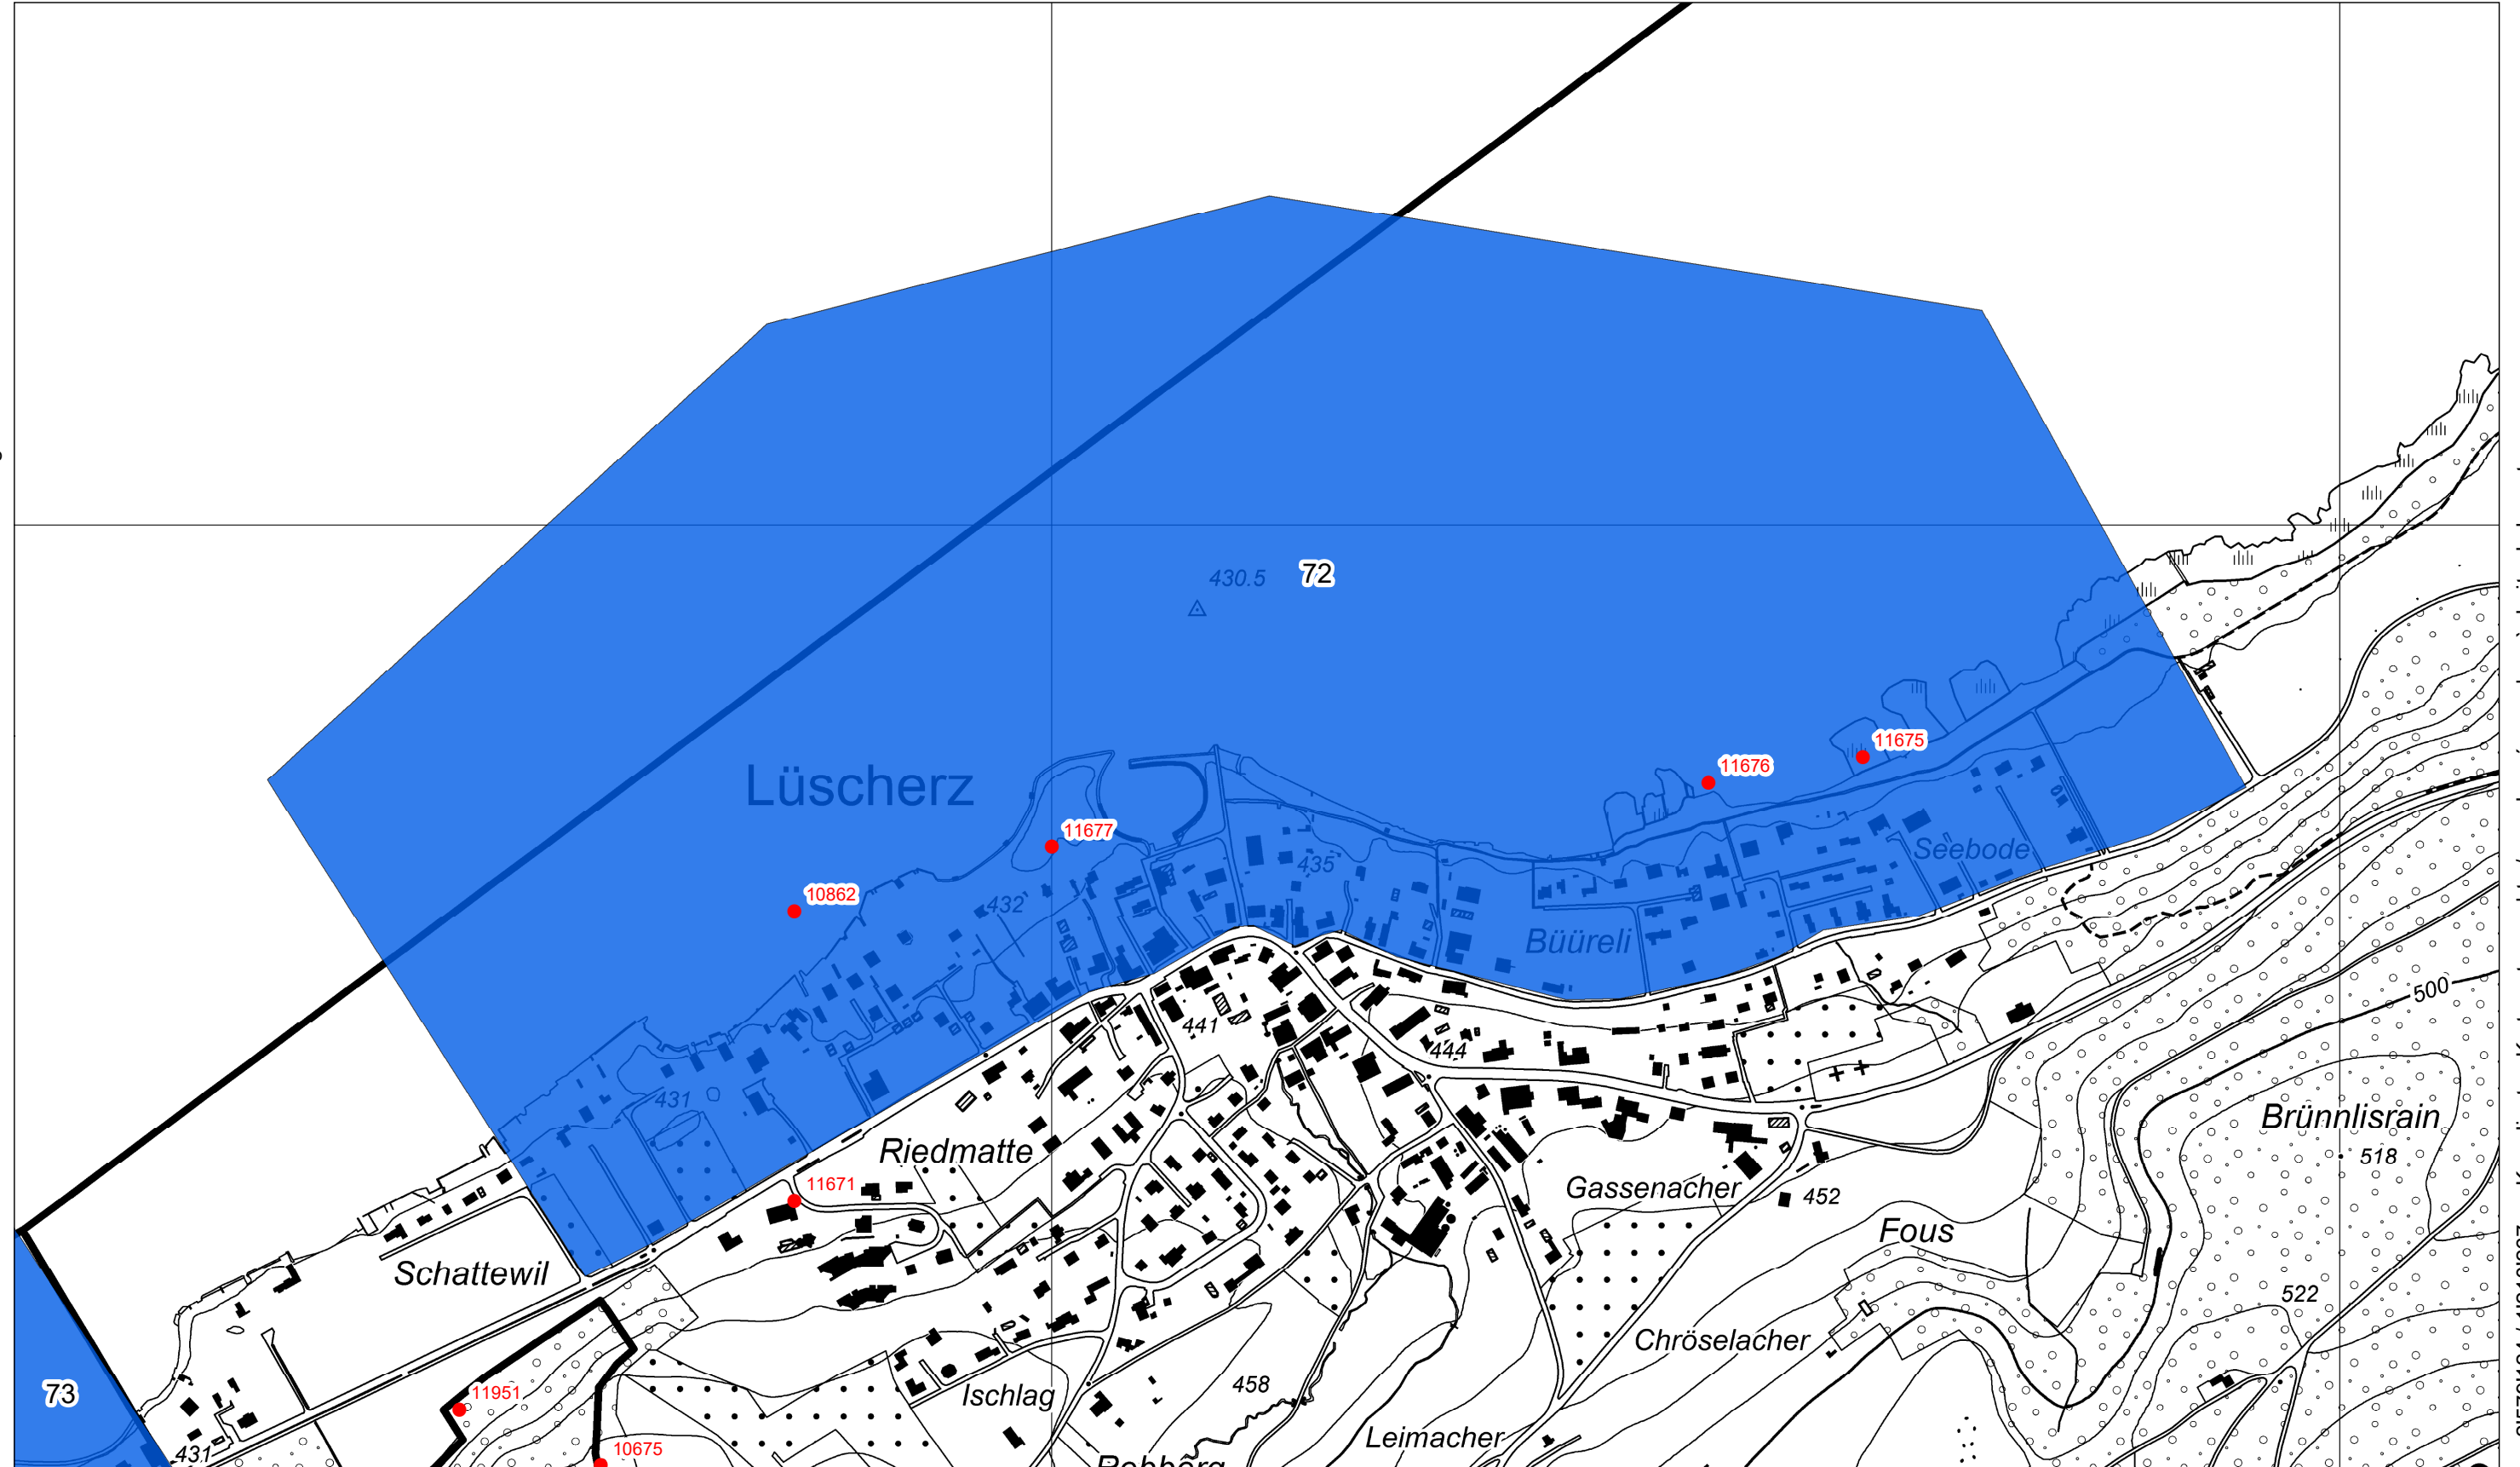 430.5
72
11675
11676
Lüscherz
11677
435
Seebode
10862
432
Büüreli
500
441
444
431
Brünnlisrain
518
Riedmatte
11671
Gassenacher
452
Fous
Schattewil
522
Chröselacher
73
11951
458
Ischlag
Leimacher
10675
431